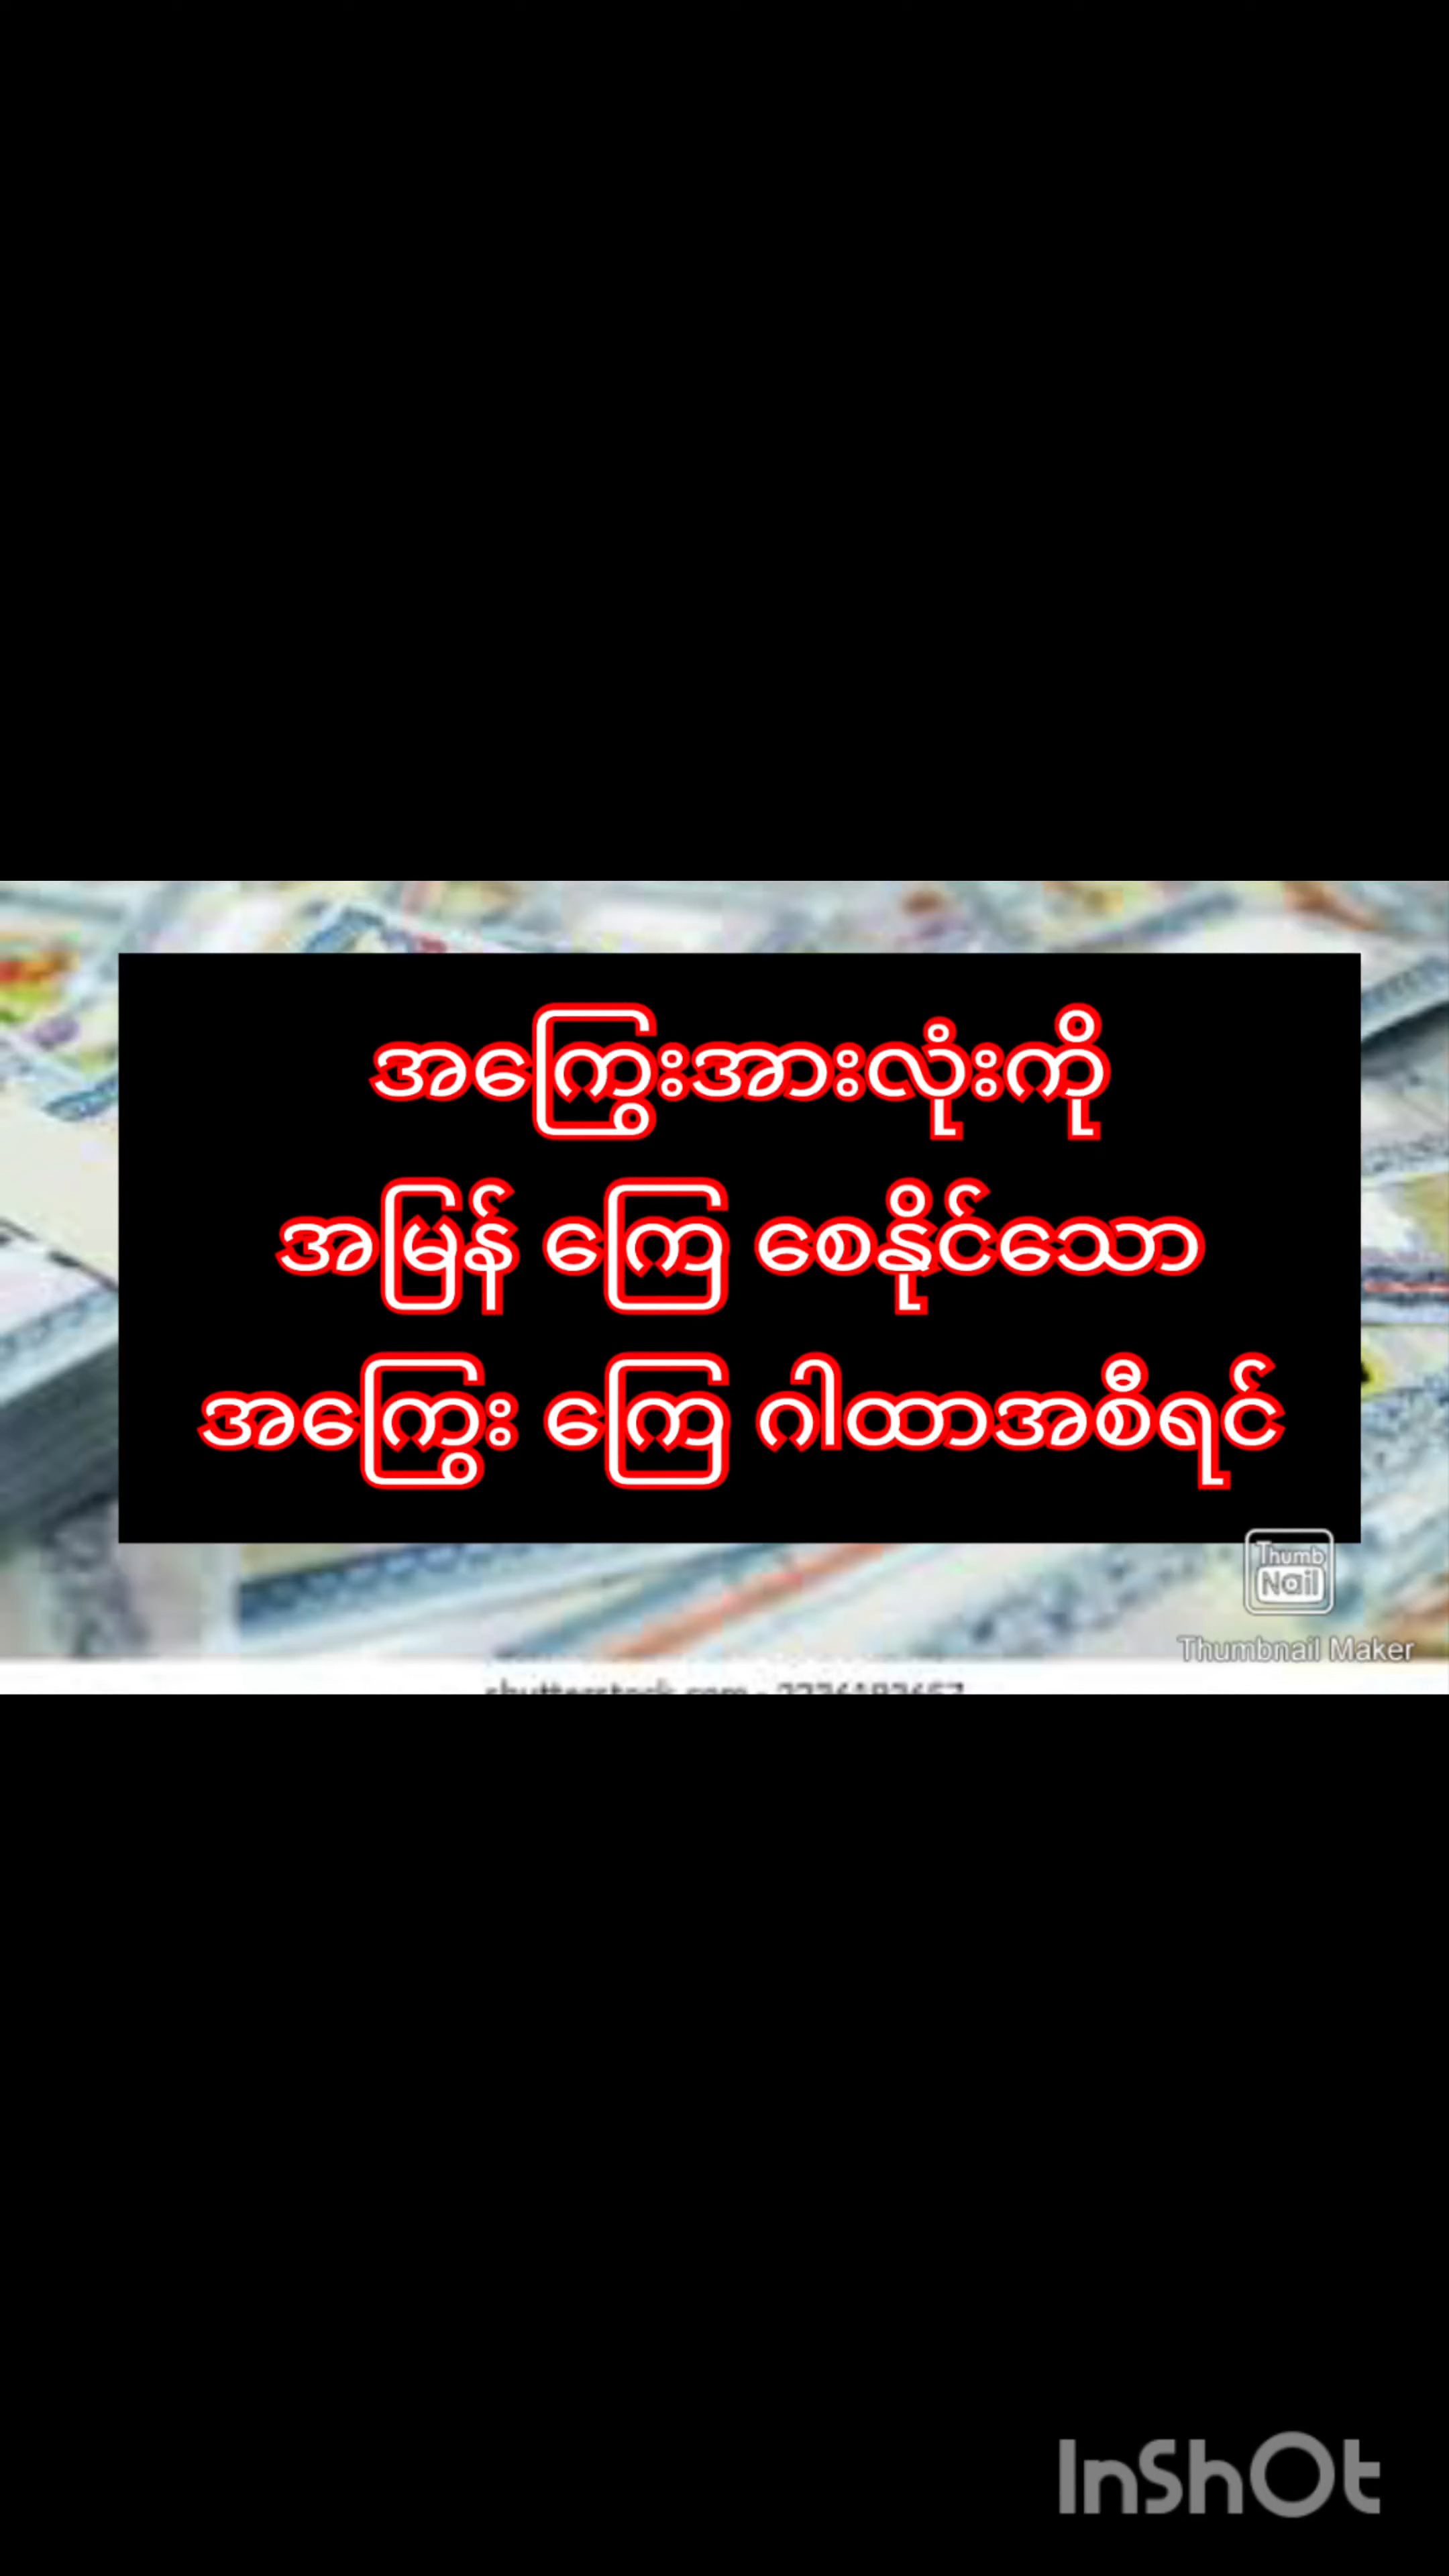 အကြွေးအားလုံးကို
အမြန် ကြေ စေနိုင်သော
အကြွေး ကြေ ဂါထာအစီရင်
Thumb
Nail
Thumbnail Maker
InShOt